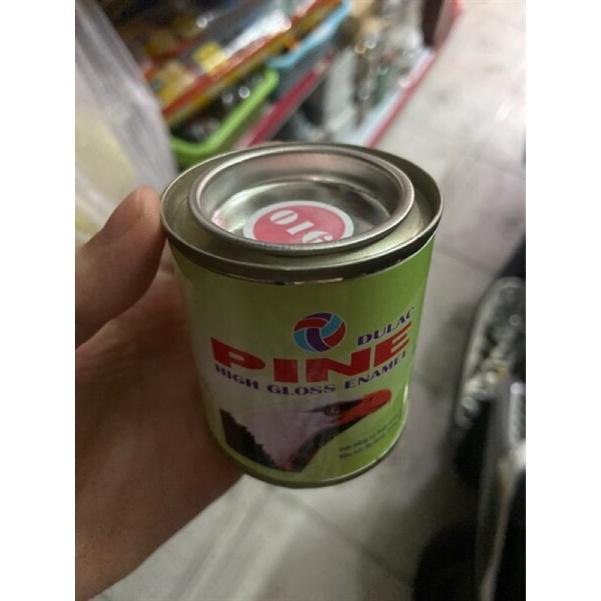 016
DULAC
PINE
HIGH GLOSS ENAMEL